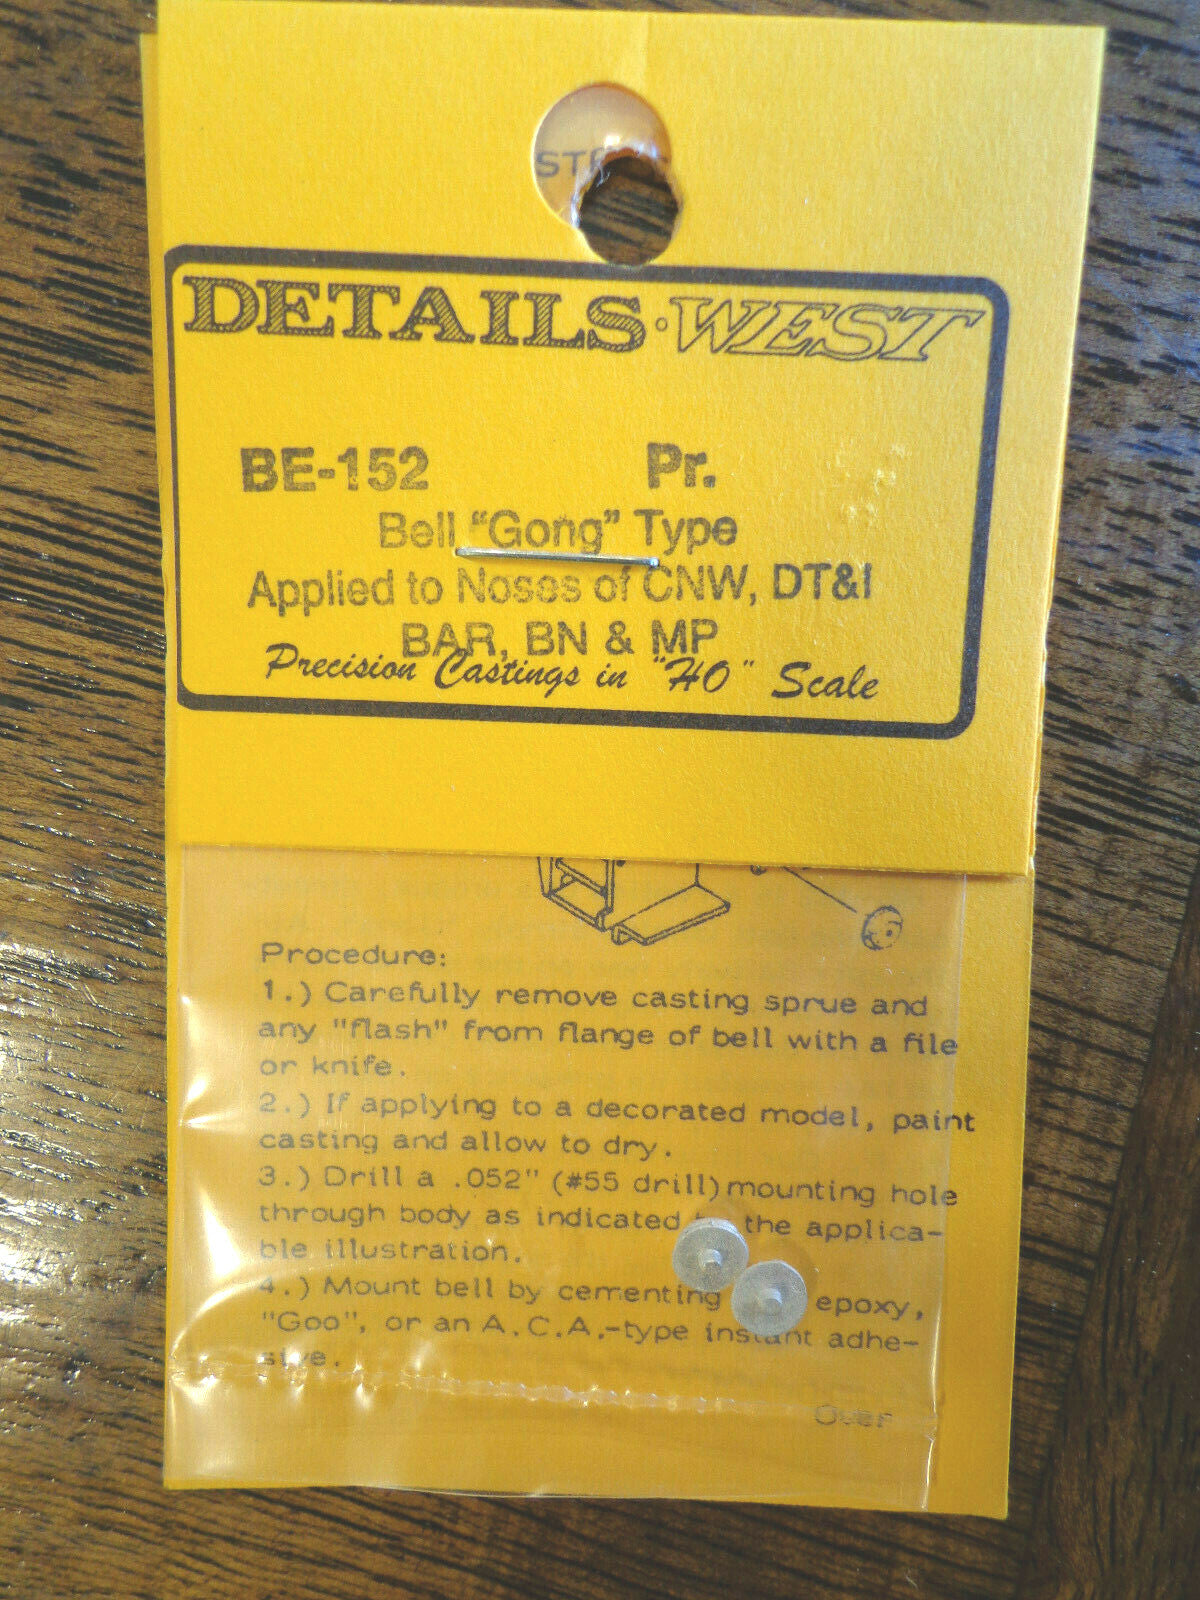 DETAILS WEST
BE-152 Pr.
Bell "Gong" Type
Applied to Noses of CNW, DT&I
BAR, BN & MP
Precision Castings in "HO" Scale
Procedure:
1.) Carefully remove casting sprue and
any "flash" from flange of bell with a file
or knife.
2.) If applying to a decorated model, paint
casting and allow to dry.
3.) Drill a .052" (#55 drill) mounting hole
through body as indicated the applica-
ble illustration.
4.) Mount bell by cementing epoxy,
"Goo", or an A.C.A.-type instant adhe-
sive.
Over